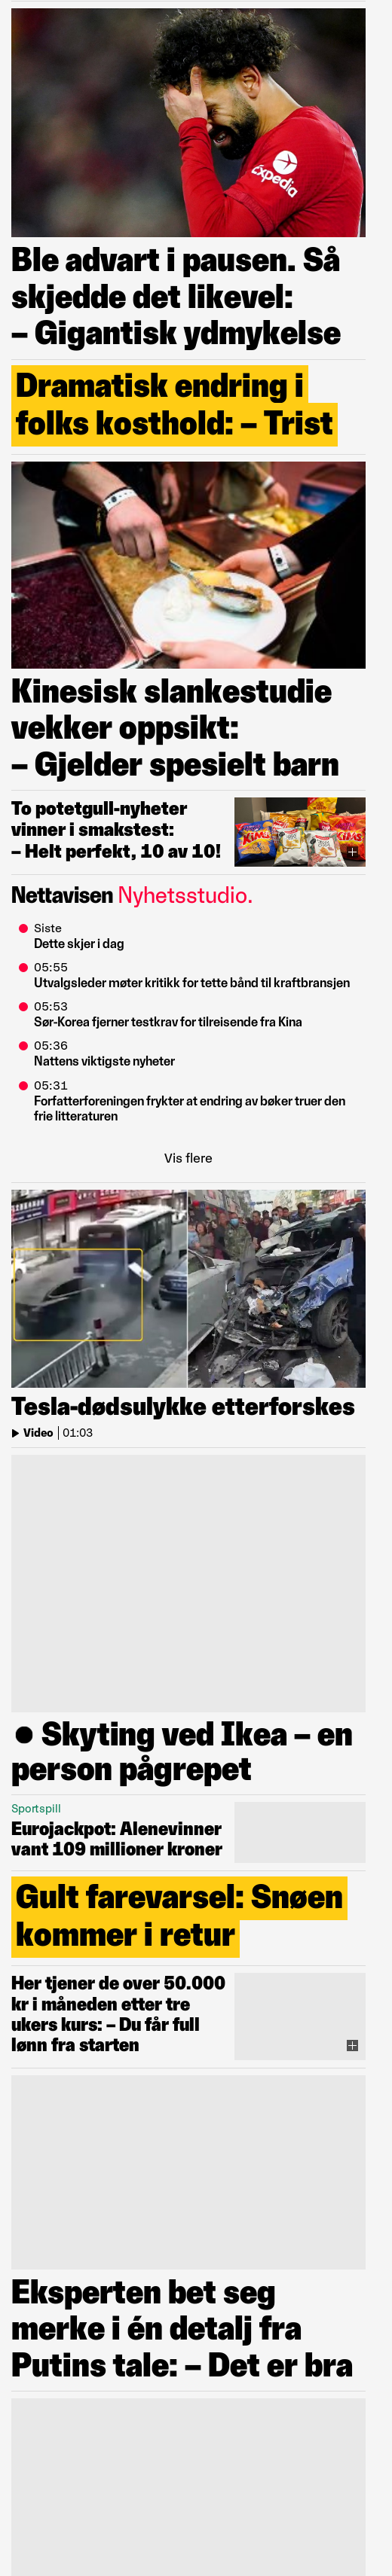 expedia
Ble advart i pausen. Så
skjedde det likevel:
– Gigantisk ydmykelse
Dramatisk endring i
folks kosthold: – Trist
Kinesisk slankestudie
vekker oppsikt:
– Gjelder spesielt barn
To potetgull-nyheter
vinner i smakstest:
– Helt perfekt, 10 av 10!
Nettavisen Nyhetsstudio.
Siste
Dette skjer i dag
05:55
Utvalgsleder møter kritikk for tette bånd til kraftbransjen
05:53
Sør-Korea fjerner testkrav for tilreisende fra Kina
05:36
Nattens viktigste nyheter
05:31
Forfatterforeningen frykter at endring av bøker truer den
frie litteraturen
Vis flere
Tesla-dødsulykke etterforskes
Video | 01:03
● Skyting ved Ikea – en
person pågrepet
Sportspill
Eurojackpot: Alenevinner
vant 109 millioner kroner
Gult farevarsel: Snøen
kommer i retur
Her tjener de over 50.000
kr i måneden etter tre
ukers kurs: – Du får full
lønn fra starten
Eksperten bet seg
merke i én detalj fra
Putins tale: – Det er bra